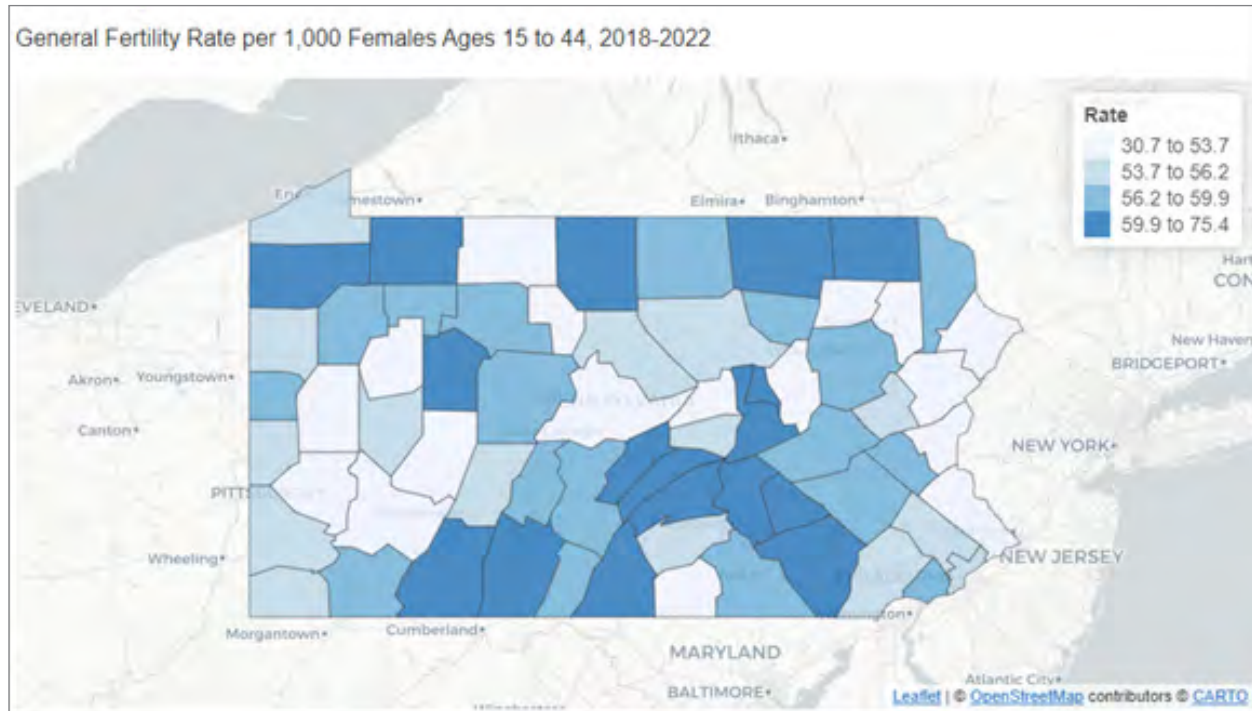 General Fertility Rate per 1,000 Females Ages 15 to 44, 2018-2022
Rate
30.7 to 53.7
53.7 to 56.2
56.2 to 59.9
59.9 to 75.4
Ithaca
Elmira
Binghamton
mestown
EVELAND
Akron
Youngstown
Canton
Hart
CON
New Haven
BRIDGEPORT
NEW YORK
PITTS
Wheeling
NEW JERSEY
Morgantown
Cumberland
MARYLAND
BALTIMORE
Atlantic City
Leaflet | © OpenStreetMap contributors © CARTO